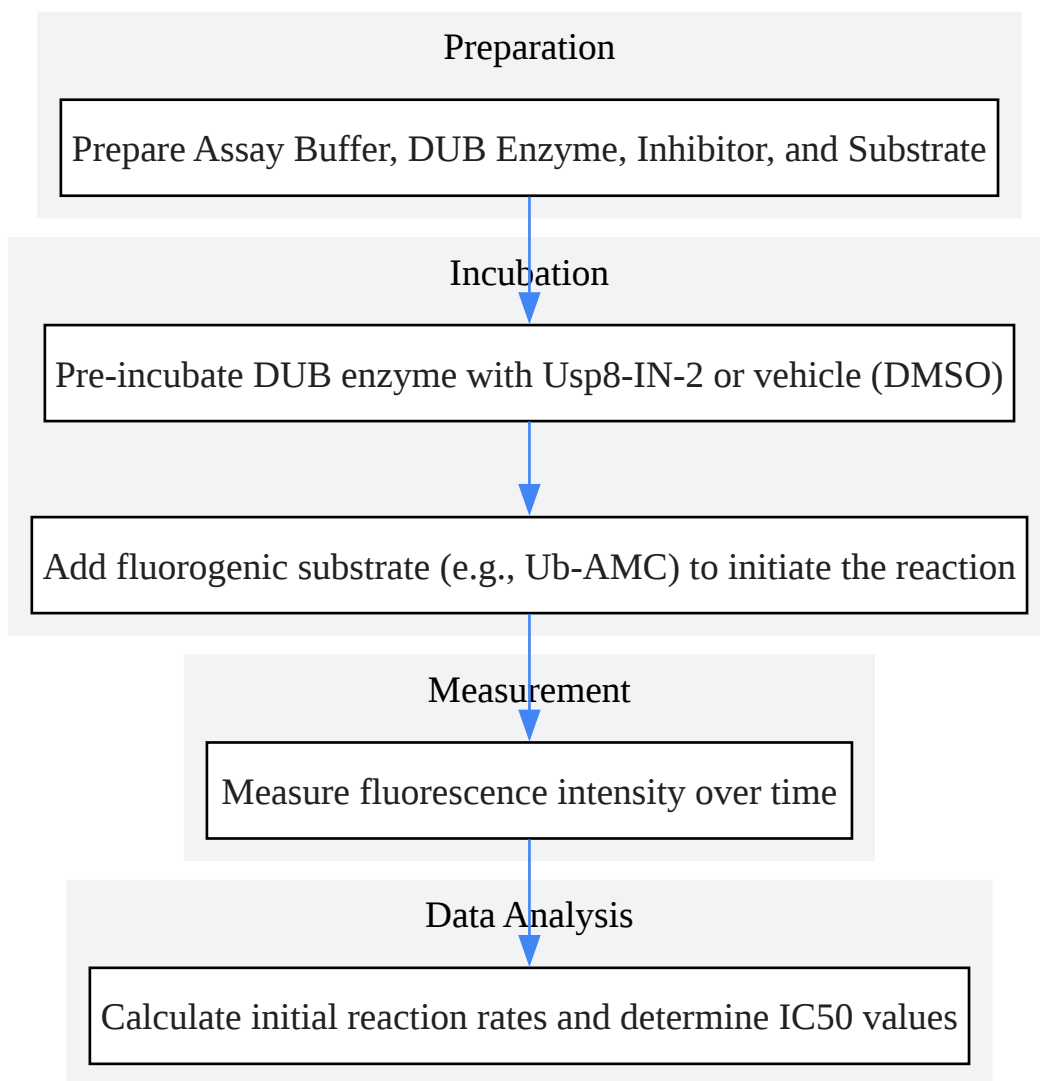 Preparation
Prepare Assay Buffer, DUB Enzyme, Inhibitor, and Substrate
Incubation
Pre-incubate DUB enzyme with Usp8-IN-2 or vehicle (DMSO)
Add fluorogenic substrate (e.g., Ub-AMC) to initiate the reaction
Measurement
Measure fluorescence intensity over time
Data Analysis
Calculate initial reaction rates and determine IC50 values